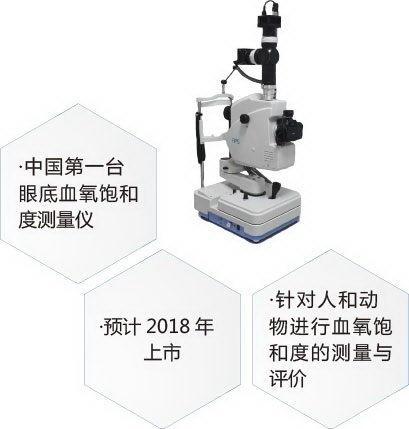 ·中国第一台
眼底血氧饱和
度测量仪
·预计 2018 年
上市
·针对人和动
物进行血氧饱
和度的测量与
评价